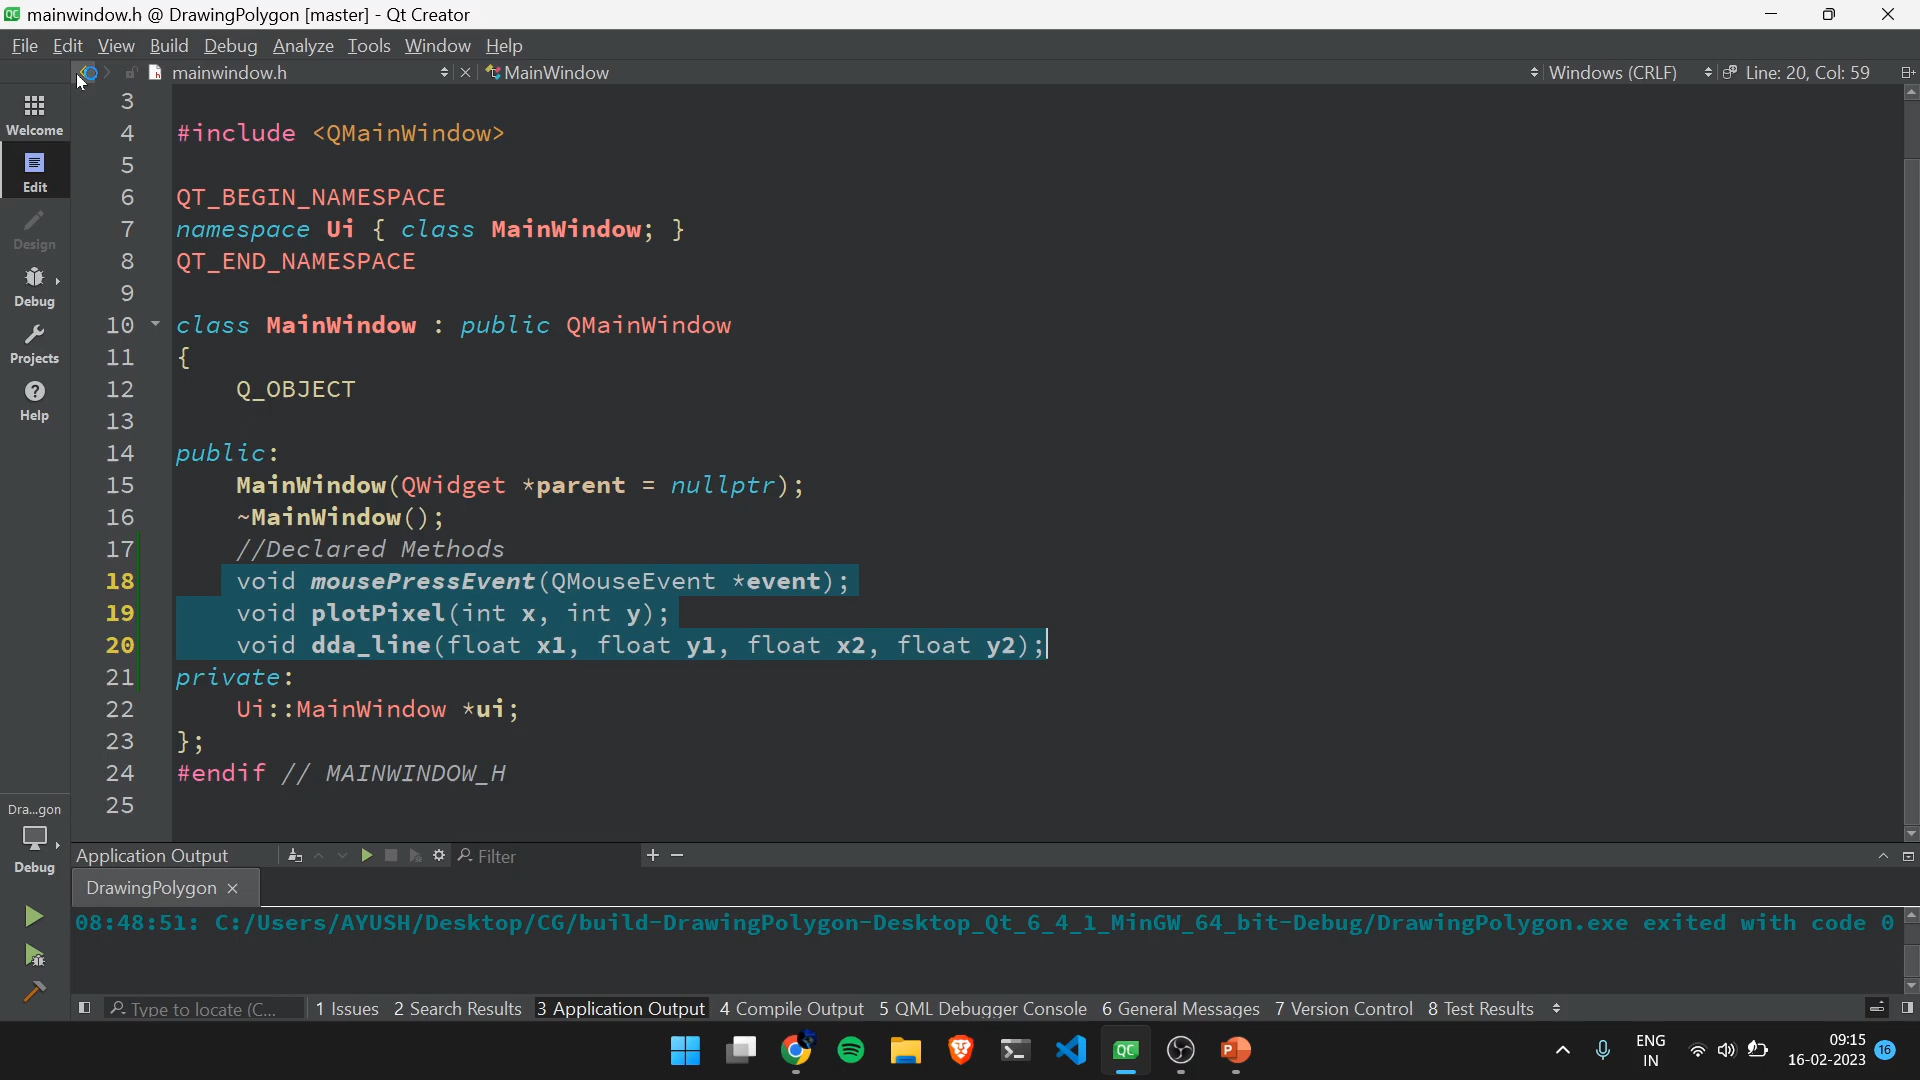 mainwindow.h @ DrawingPolygon [master] - Qt Creator
File Edit View Build Debug Analyze Tools Window Help
mainwindow.h MainWindow Windows (CRLF) Line: 20, Col: 59
Welcome
Edit
Design
Debug
Projects
Help
3
4 #include <QMainWindow>
5
6 QT_BEGIN_NAMESPACE
7 namespace Ui { class MainWindow; }
8 QT_END_NAMESPACE
9
10 class MainWindow : public QMainWindow
11 {
12 Q_OBJECT
13
14 public:
15 MainWindow(QWidget *parent = nullptr);
16 ~MainWindow();
17 //Declared Methods
18 void mousePressEvent(QMouseEvent *event);
19 void plotPixel(int x, int y);
20 void dda_line(float x1, float y1, float x2, float y2);
21 private:
22 Ui::MainWindow *ui;
23 };
24 #endif // MAINWINDOW_H
25
Dra...gon
Debug
Application Output Filter
DrawingPolygon
08:48:51: C:/Users/AYUSH/Desktop/CG/build-DrawingPolygon-Desktop_Qt_6_4_1_MinGW_64_bit-Debug/DrawingPolygon.exe exited with code 0
Type to locate (C... 1 Issues 2 Search Results 3 Application Output 4 Compile Output 5 QML Debugger Console 6 General Messages 7 Version Control 8 Test Results
ENG
IN
09:15
16-02-2023
16